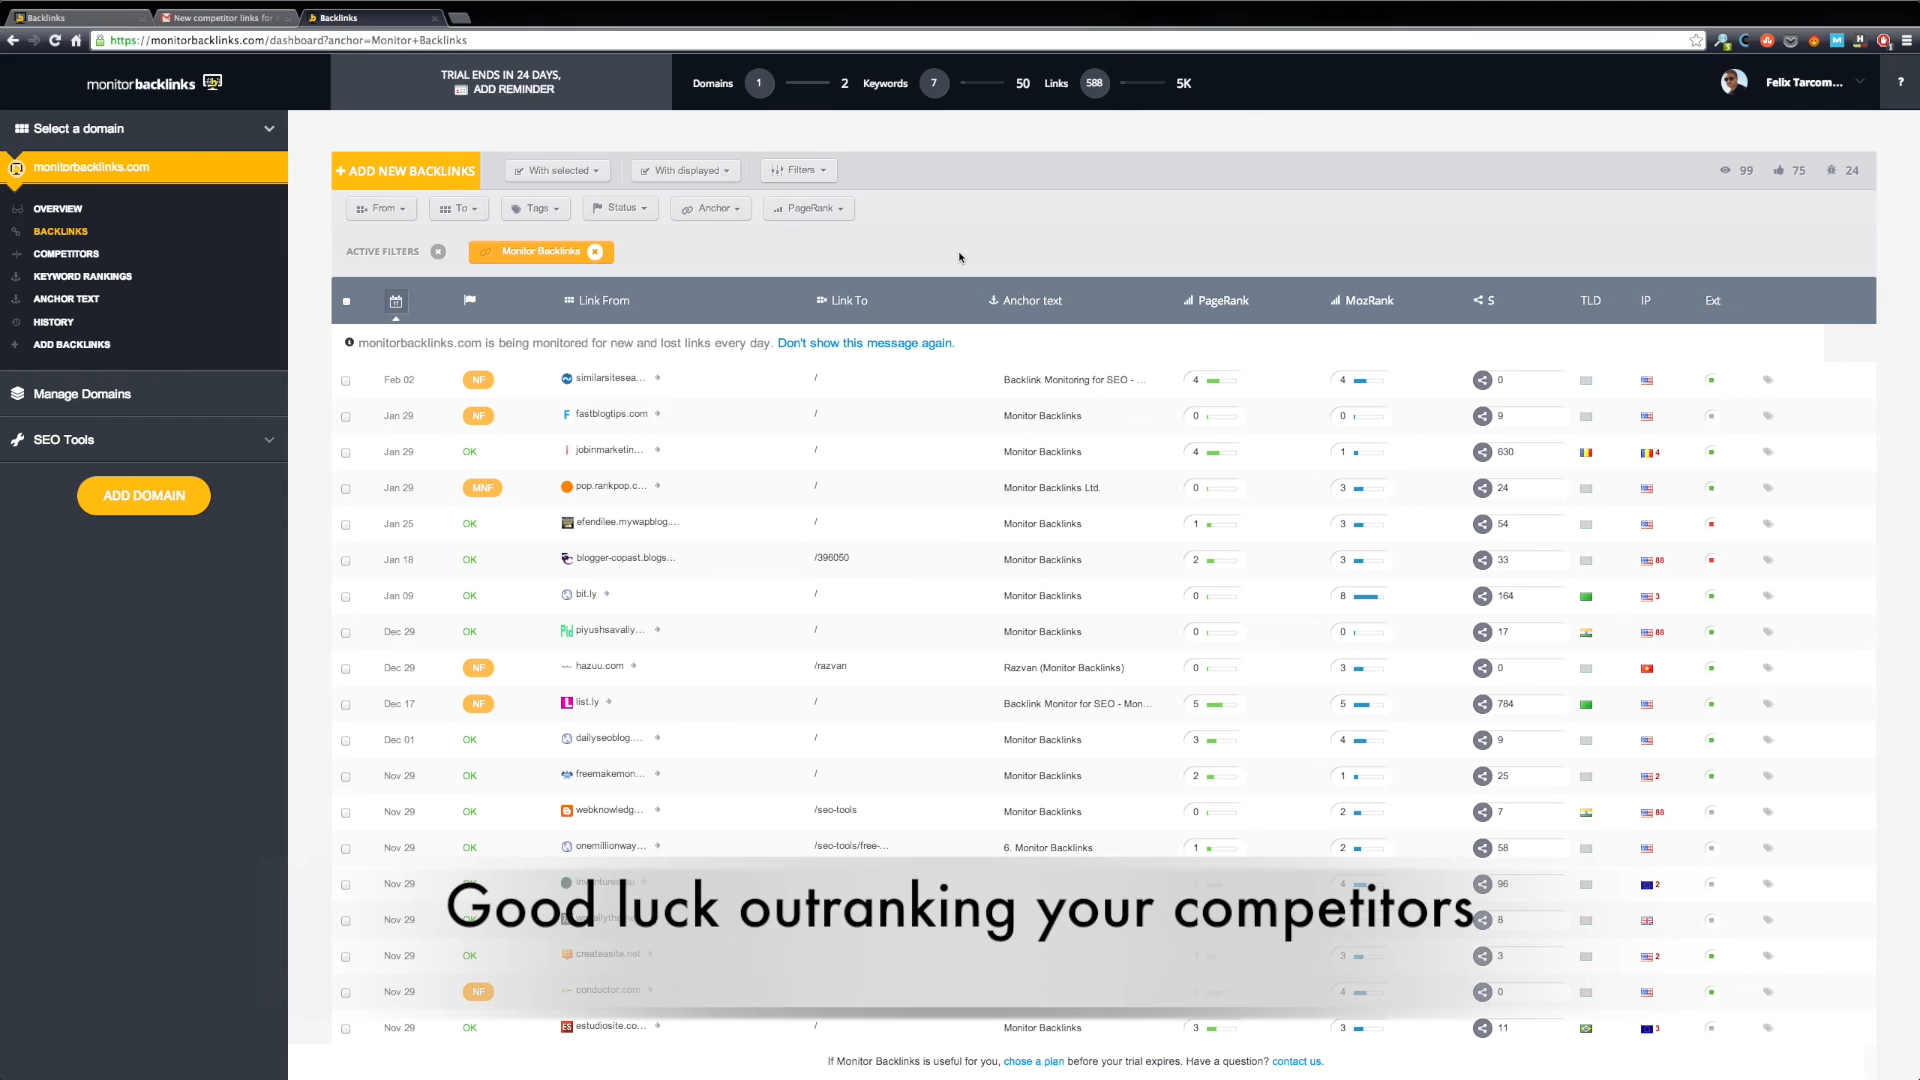 Backlinks
New competitor links for
Backlinks
https://monitorbacklinks.com/dashboard?anchor=Monitor+Backlinks
monitorbacklinks
TRIAL ENDS IN 24 DAYS,
ADD REMINDER
Domains 1 2 Keywords 7 50 Links 588 5K
Felix Tarcom... ?
Select a domain
monitorbacklinks.com
OVERVIEW
BACKLINKS
COMPETITORS
KEYWORD RANKINGS
ANCHOR TEXT
HISTORY
ADD BACKLINKS
Manage Domains
SEO Tools
ADD DOMAIN
+ ADD NEW BACKLINKS With selected With displayed Filters 99 75 24
From To Tags Status Anchor PageRank
ACTIVE FILTERS Monitor Backlinks
Link From Link To Anchor text PageRank MozRank S TLD IP Ext
monitorbacklinks.com is being monitored for new and lost links every day. Don't show this message again.
Feb 02 NF similarsitesea... / Backlink Monitoring for SEO - ... 4 4 0
Jan 29 NF fastblogtips.com / Monitor Backlinks 0 0 9
Jan 29 OK jobinmarketin... / Monitor Backlinks 4 1 630 4
Jan 29 MNF pop.rankpop.c... / Monitor Backlinks Ltd. 0 3 24
Jan 25 OK efendilee.mywapblog.... / Monitor Backlinks 1 3 54
Jan 18 OK blogger-copast.blogs... /396050 Monitor Backlinks 2 3 33 88
Jan 09 OK bit.ly / Monitor Backlinks 0 8 164 3
Dec 29 OK piyushsavaliy... / Monitor Backlinks 0 0 17 88
Dec 29 NF hazuu.com /razvan Razvan (Monitor Backlinks) 0 3 0
Dec 17 NF list.ly / Backlink Monitor for SEO - Mon... 5 5 784
Dec 01 OK dailyseoblog.... / Monitor Backlinks 3 4 9
Nov 29 OK freemakemon... / Monitor Backlinks 2 1 25 2
Nov 29 OK webknowledg... /seo-tools Monitor Backlinks 0 2 7 88
Nov 29 OK onemillionway... /seo-tools/free-... 6. Monitor Backlinks 1 2 58
Nov 29 4 96 2
Good luck outranking your competitors
Nov 29 8
Nov 29 OK createasite.net 3 3 3 2
Nov 29 NF conductor.com 4 0
Nov 29 OK estudiosite.co... / Monitor Backlinks 3 3 11 3
If Monitor Backlinks is useful for you, chose a plan before your trial expires. Have a question? contact us.